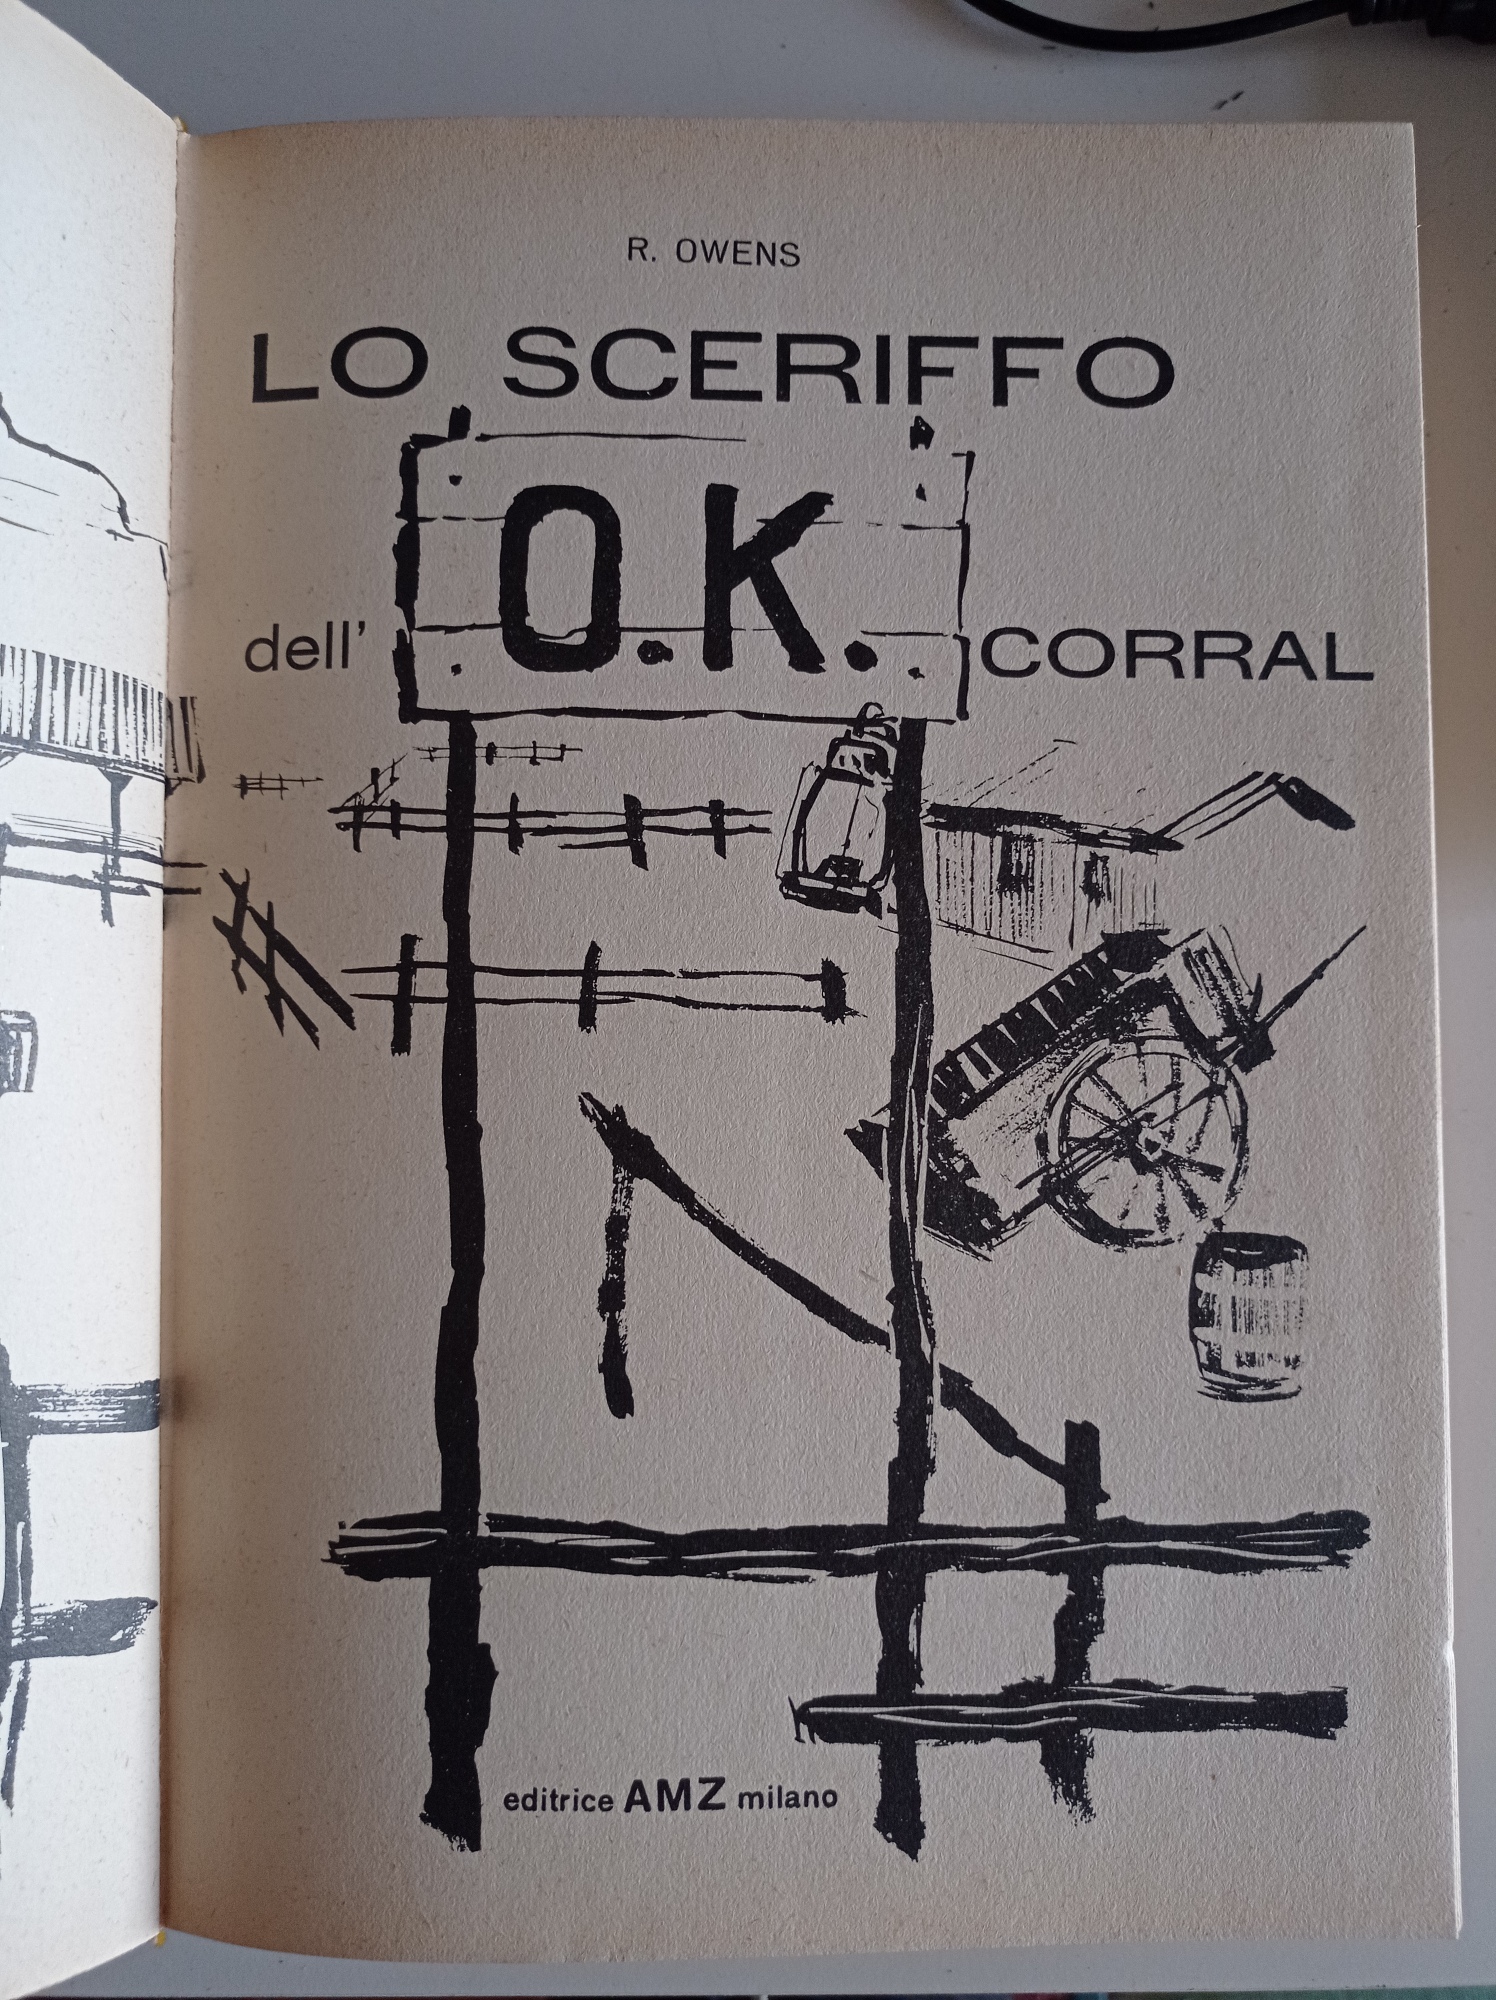 R. OWENS
LO SCERIFFO
dell' O.K. CORRAL
editrice AMZ milano